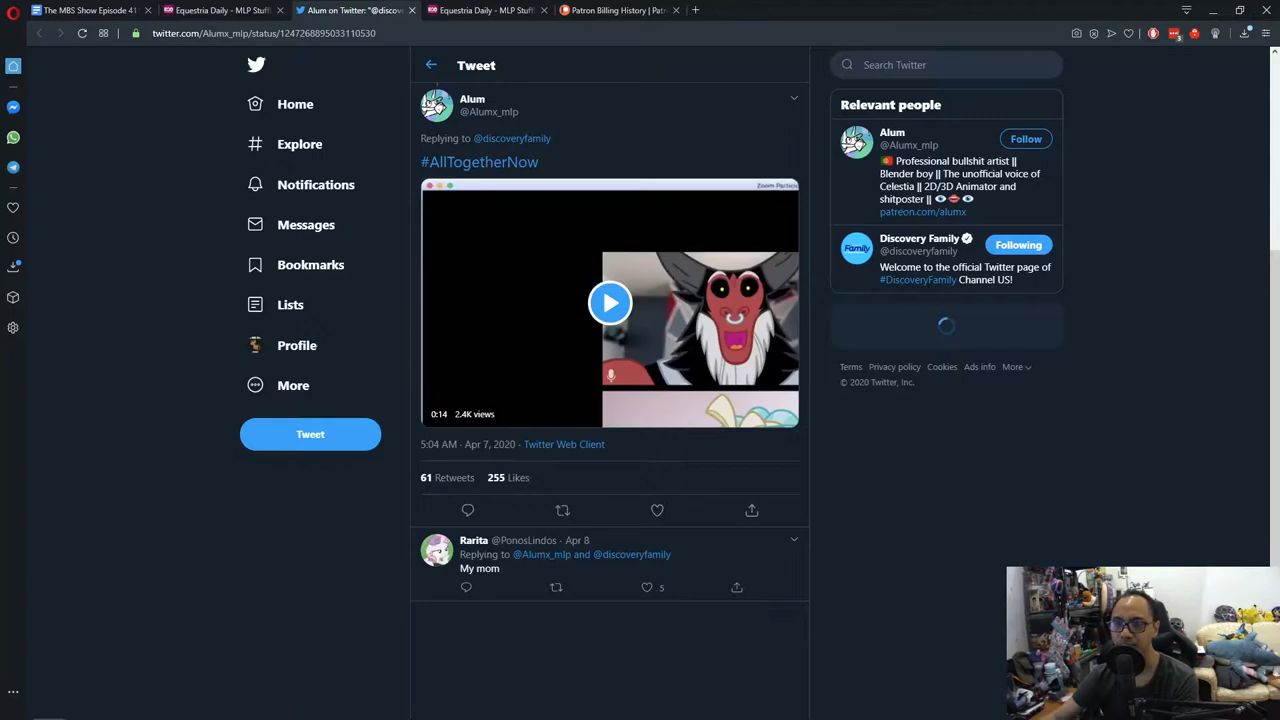 The MBS Show Episode 41
Equestria Daily - MLP Stuff!
Alum on Twitter: "@discov
Equestria Daily - MLP Stuff!
Patron Billing History | Pat
twitter.com/Alumx_mlp/status/1247268895033110530
Home
Explore
Notifications
Messages
Bookmarks
Lists
Profile
More
Tweet
Tweet
Alum
@Alumx_mlp
Replying to @discoveryfamily
#AllTogetherNow
Zoom Particip
0:14 2.4K views
5:04 AM · Apr 7, 2020 · Twitter Web Client
61 Retweets 255 Likes
Rarita @PonosLindos · Apr 8
Replying to @Alumx_mlp and @discoveryfamily
My mom
5
Search Twitter
Relevant people
Alum
@Alumx_mlp
Follow
Professional bullshit artist ||
Blender boy || The unofficial voice of
Celestia || 2D/3D Animator and
shitposter ||
patreon.com/alumx
Discovery Family
@discoveryfamily
Following
Welcome to the official Twitter page of
#DiscoveryFamily Channel US!
Terms Privacy policy Cookies Ads info More
© 2020 Twitter, Inc.